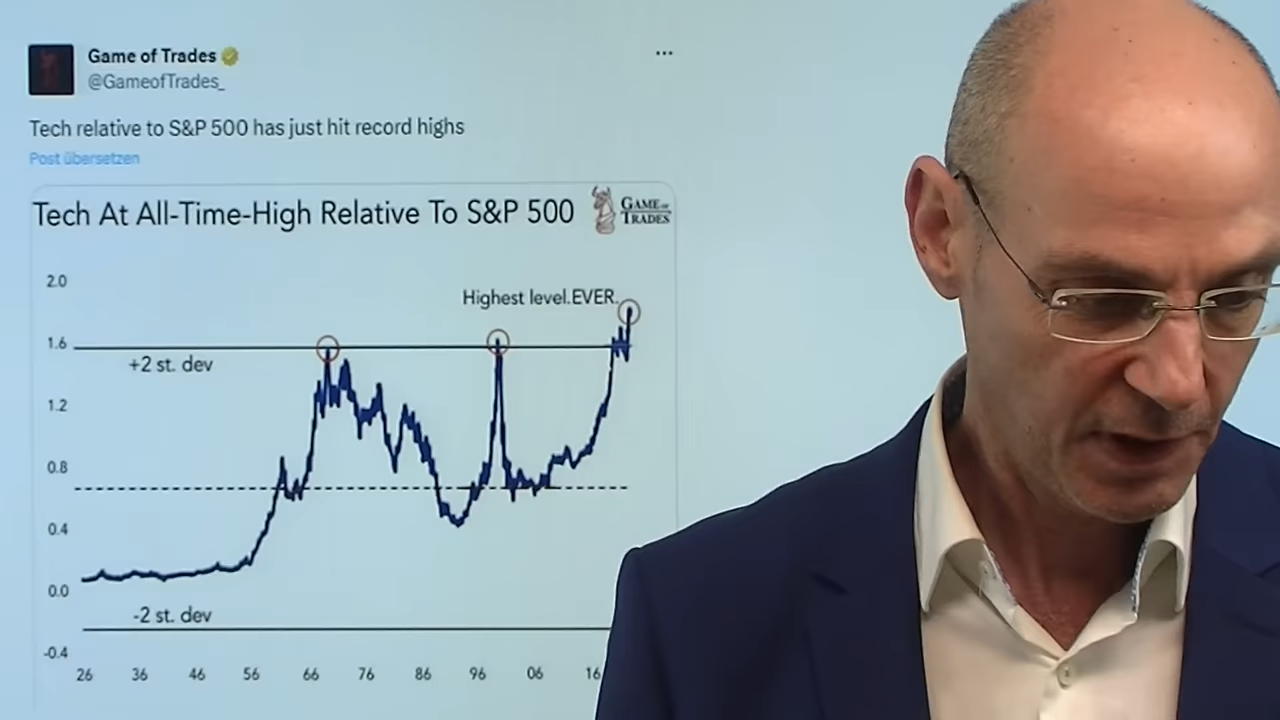 Game of Trades
@GameofTrades_
Tech relative to S&P 500 has just hit record highs
Post übersetzen
Tech At All-Time-High Relative To S&P 500
GAME OF
TRADES
2.0
Highest level.EVER.
1.6
+2 st. dev
1.2
0.8
0.4
0.0
-2 st. dev
-0.4
26 36 46 56 66 76 86 96 06 16